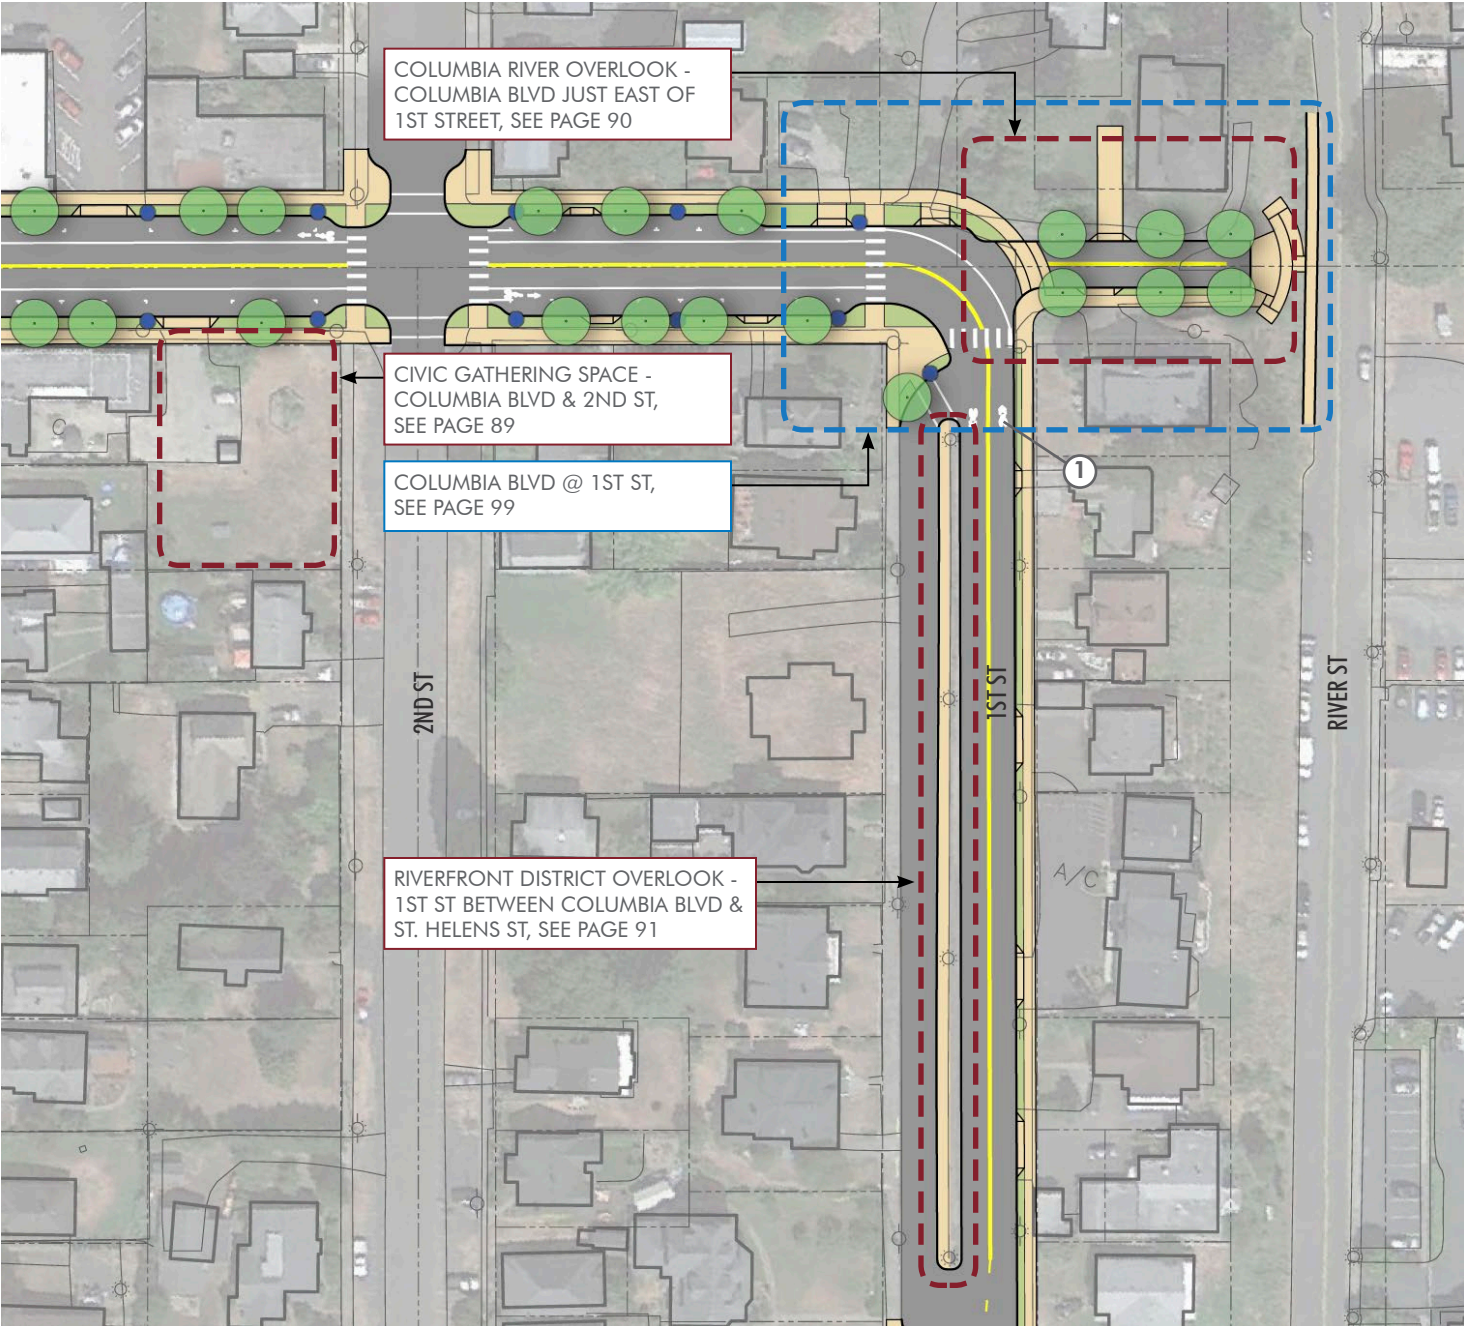 COLUMBIA RIVER OVERLOOK -
COLUMBIA BLVD JUST EAST OF
1ST STREET, SEE PAGE 90
CIVIC GATHERING SPACE -
COLUMBIA BLVD & 2ND ST,
SEE PAGE 89
COLUMBIA BLVD @ 1ST ST,
SEE PAGE 99
1
2ND ST
1ST ST
RIVER ST
RIVERFRONT DISTRICT OVERLOOK -
1ST ST BETWEEN COLUMBIA BLVD &
ST. HELENS ST, SEE PAGE 91
A/C